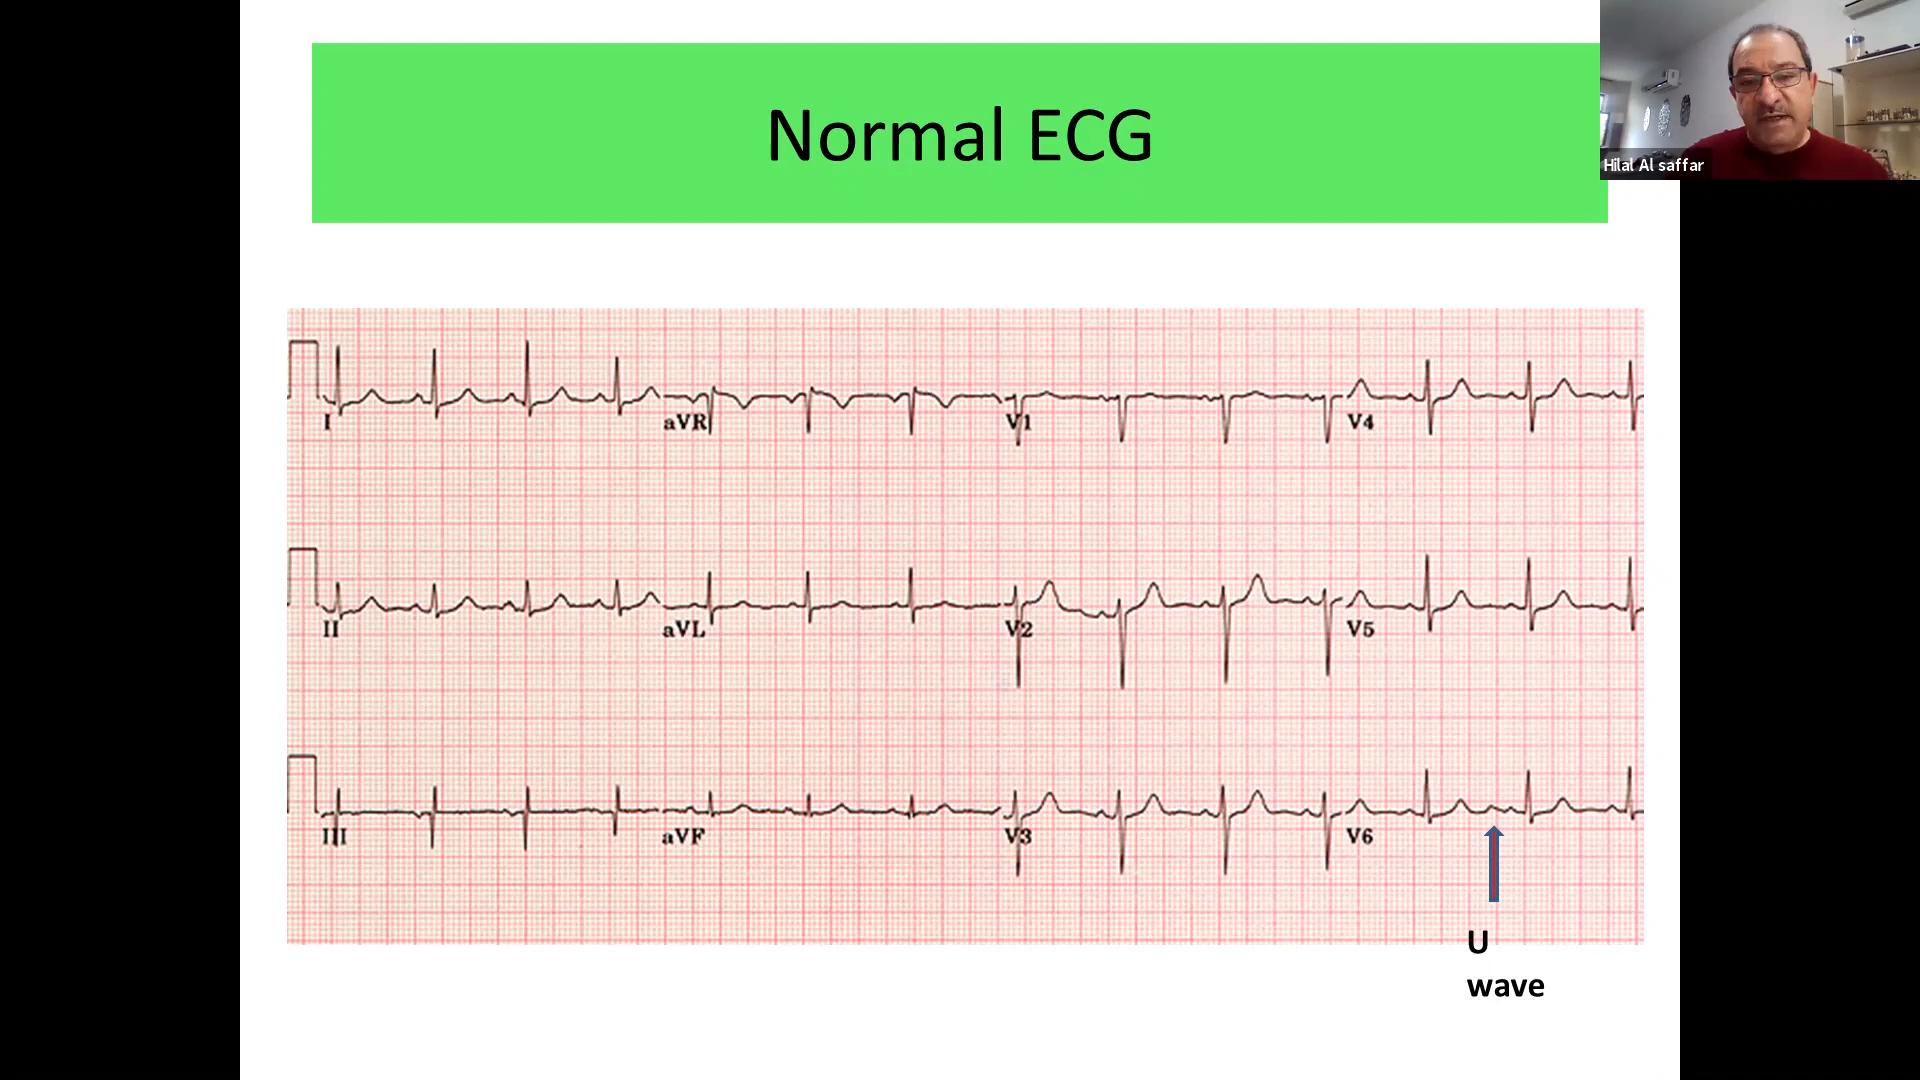 Normal ECG
Hilal Al saffar
I aVR V1 V4
II aVL V2 V5
III aVF V3 V6
U
wave